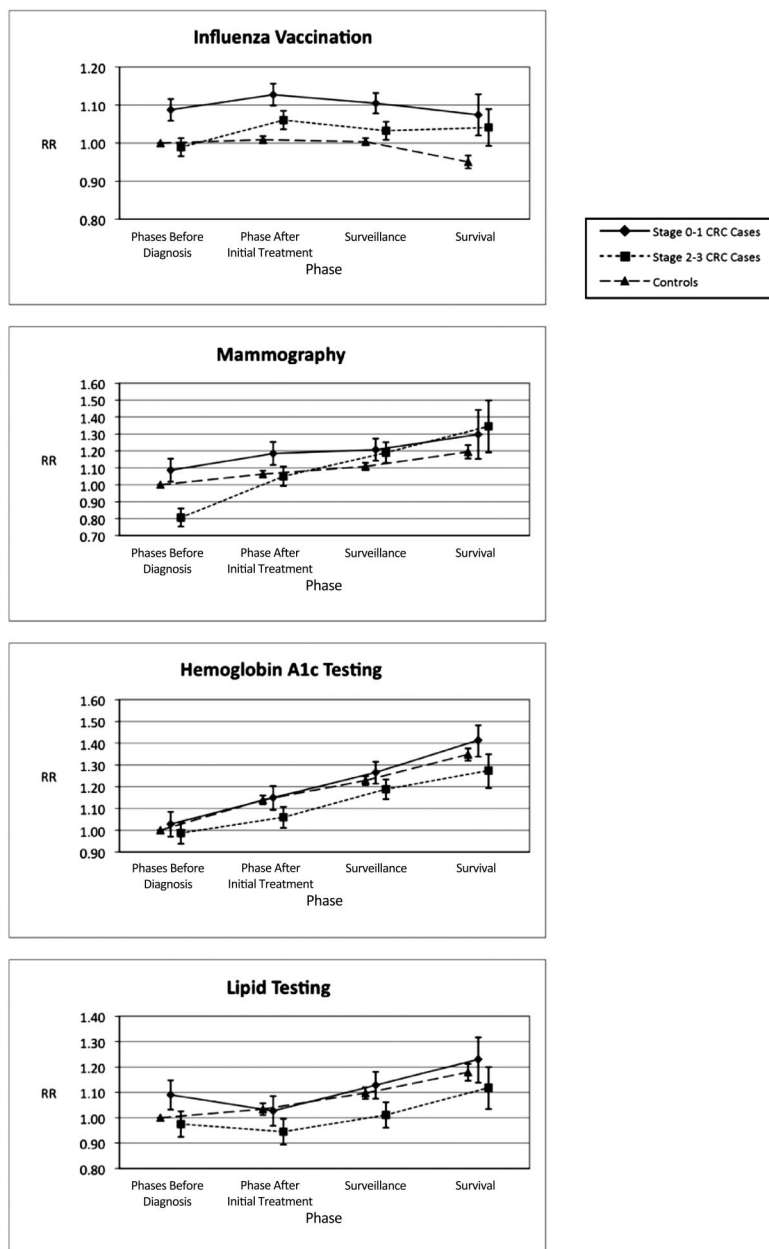 Influenza Vaccination
1.20
1.10
1.00
0.90
0.80
RR
Phases Before
Diagnosis
Phase After
Initial Treatment
Surveillance
Survival
Phase
Stage 0-1 CRC Cases
Stage 2-3 CRC Cases
Controls
Mammography
1.60
1.50
1.40
1.30
1.20
1.10
1.00
0.90
0.80
0.70
RR
Phases Before
Diagnosis
Phase After
Initial Treatment
Surveillance
Survival
Phase
Hemoglobin A1c Testing
1.60
1.50
1.40
1.30
1.20
1.10
1.00
0.90
RR
Phases Before
Diagnosis
Phase After
Initial Treatment
Surveillance
Survival
Phase
Lipid Testing
1.40
1.30
1.20
1.10
1.00
0.90
0.80
RR
Phases Before
Diagnosis
Phase After
Initial Treatment
Surveillance
Survival
Phase